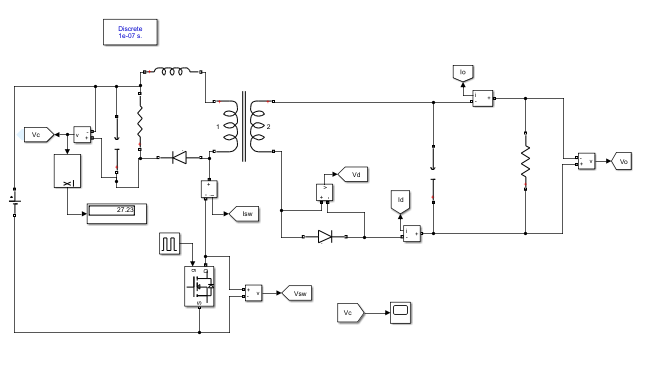 Discrete
1e-07 s.
Io
1
2
Vc
v
+
-
v
Vo
Vd
27.23
Id
i
+
Isw
g
D
S
+
-
v
Vsw
Vc